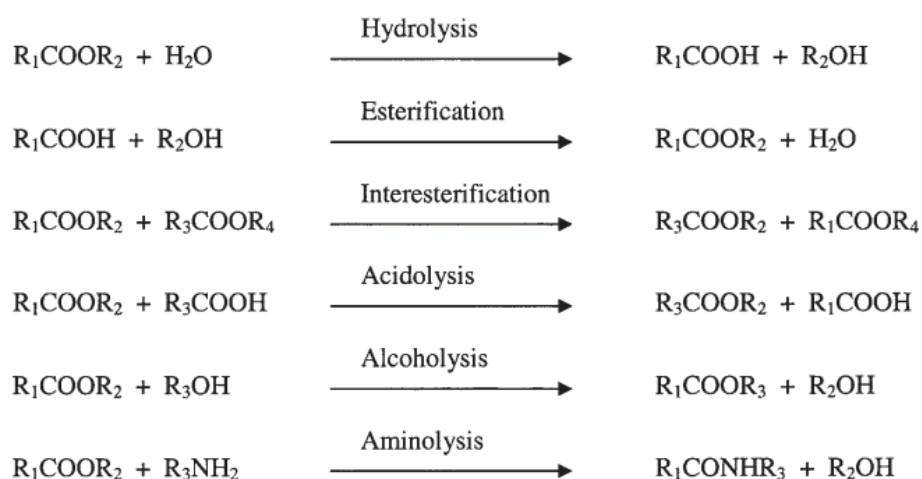 Hydrolysis
R₁COOR₂ + H₂O R₁COOH + R₂OH
Esterification
R₁COOH + R₂OH R₁COOR₂ + H₂O
Interesterification
R₁COOR₂ + R₃COOR₄ R₃COOR₂ + R₁COOR₄
Acidolysis
R₁COOR₂ + R₃COOH R₃COOR₂ + R₁COOH
Alcoholysis
R₁COOR₂ + R₃OH R₁COOR₃ + R₂OH
Aminolysis
R₁COOR₂ + R₃NH₂ R₁CONHR₃ + R₂OH